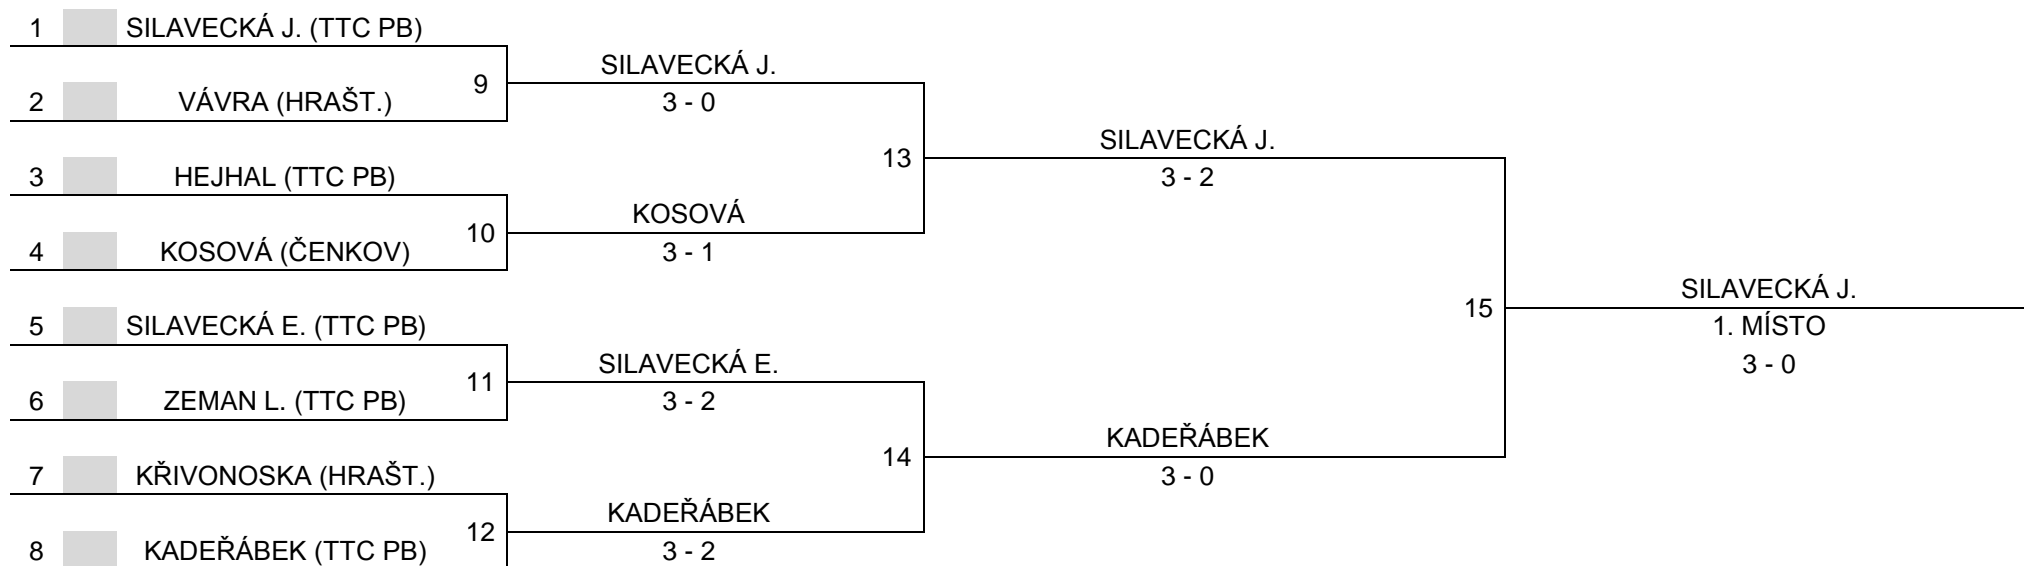 1 SILAVECKÁ J. (TTC PB)
SILAVECKÁ J.
9
2 VÁVRA (HRAŠT.)
3 - 0
SILAVECKÁ J.
13
3 HEJHAL (TTC PB)
3 - 2
KOSOVÁ
10
4 KOSOVÁ (ČENKOV)
3 - 1
SILAVECKÁ J.
15
5 SILAVECKÁ E. (TTC PB)
1. MÍSTO
SILAVECKÁ E.
3 - 0
11
6 ZEMAN L. (TTC PB)
3 - 2
KADEŘÁBEK
14
7 KŘIVONOSKA (HRAŠT.)
3 - 0
KADEŘÁBEK
12
8 KADEŘÁBEK (TTC PB)
3 - 2